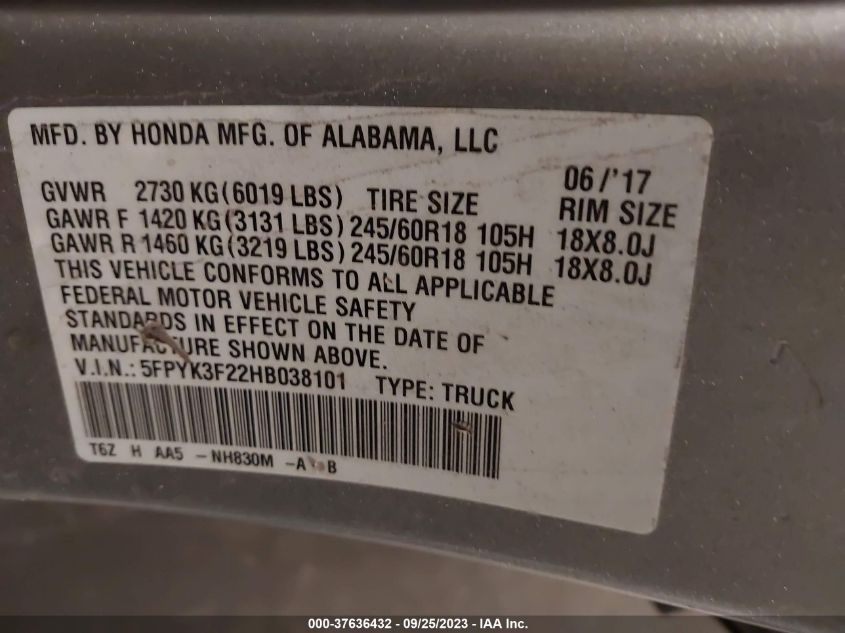 MFD. BY HONDA MFG. OF ALABAMA, LLC
06/'17
GVWR 2730 KG(6019 LBS) TIRE SIZE RIM SIZE
GAWR F 1420 KG(3131 LBS) 245/60R18 105H 18X8.0J
GAWR R 1460 KG(3219 LBS) 245/60R18 105H 18X8.0J
THIS VEHICLE CONFORMS TO ALL APPLICABLE
FEDERAL MOTOR VEHICLE SAFETY
STANDARDS IN EFFECT ON THE DATE OF
MANUFACTURE SHOWN ABOVE.
V.I.N.: 5FPYK3F22HB038101 TYPE: TRUCK
T6Z H AA5 -NH830M -A B
000-37636432 - 09/25/2023 - IAA Inc.